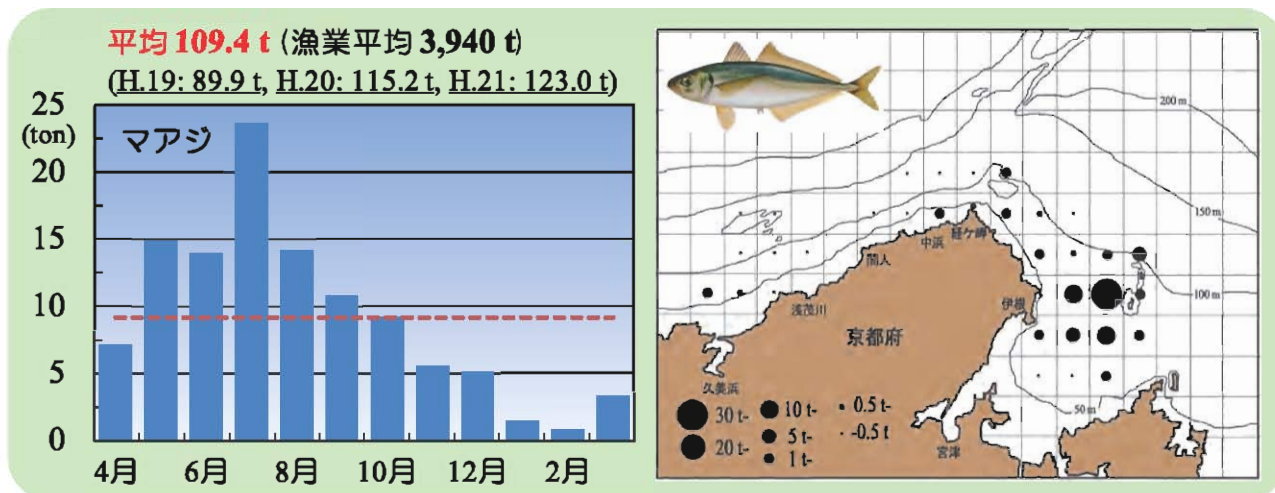 平均 109.4 t (漁業平均 3,940 t)
(H.19: 89.9 t, H.20: 115.2 t, H.21: 123.0 t)
25
(ton)
マアジ
20
15
10
5
0
4月 6月 8月 10月 12月 2月
200 m
150 m
100 m
50 m
経ケ岬
中浜
間人
浅茂川
伊根
京都府
久美浜
宮津
30 t-
20 t-
10 t-
5 t-
1 t-
0.5 t-
-0.5 t